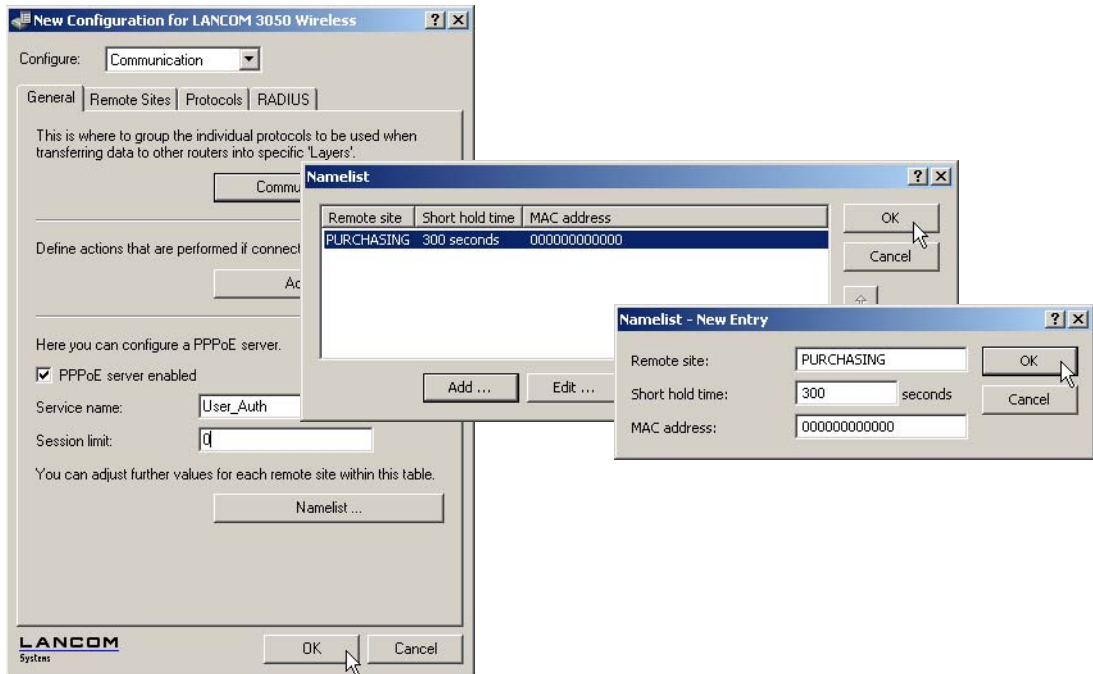 New Configuration for LANCOM 3050 Wireless
Configure: Communication
General Remote Sites Protocols RADIUS
This is where to group the individual protocols to be used when
transferring data to other routers into specific 'Layers'.
Commu
Define actions that are performed if connect
Ac
Here you can configure a PPPoE server.
PPPoE server enabled
Service name: User_Auth
Session limit: 0
You can adjust further values for each remote site within this table.
Namelist ...
LANCOM
Systems
OK Cancel
Namelist
Remote site Short hold time MAC address
PURCHASING 300 seconds 000000000000
OK
Cancel
Add ... Edit ...
Namelist - New Entry
Remote site: PURCHASING
Short hold time: 300 seconds
MAC address: 000000000000
OK
Cancel